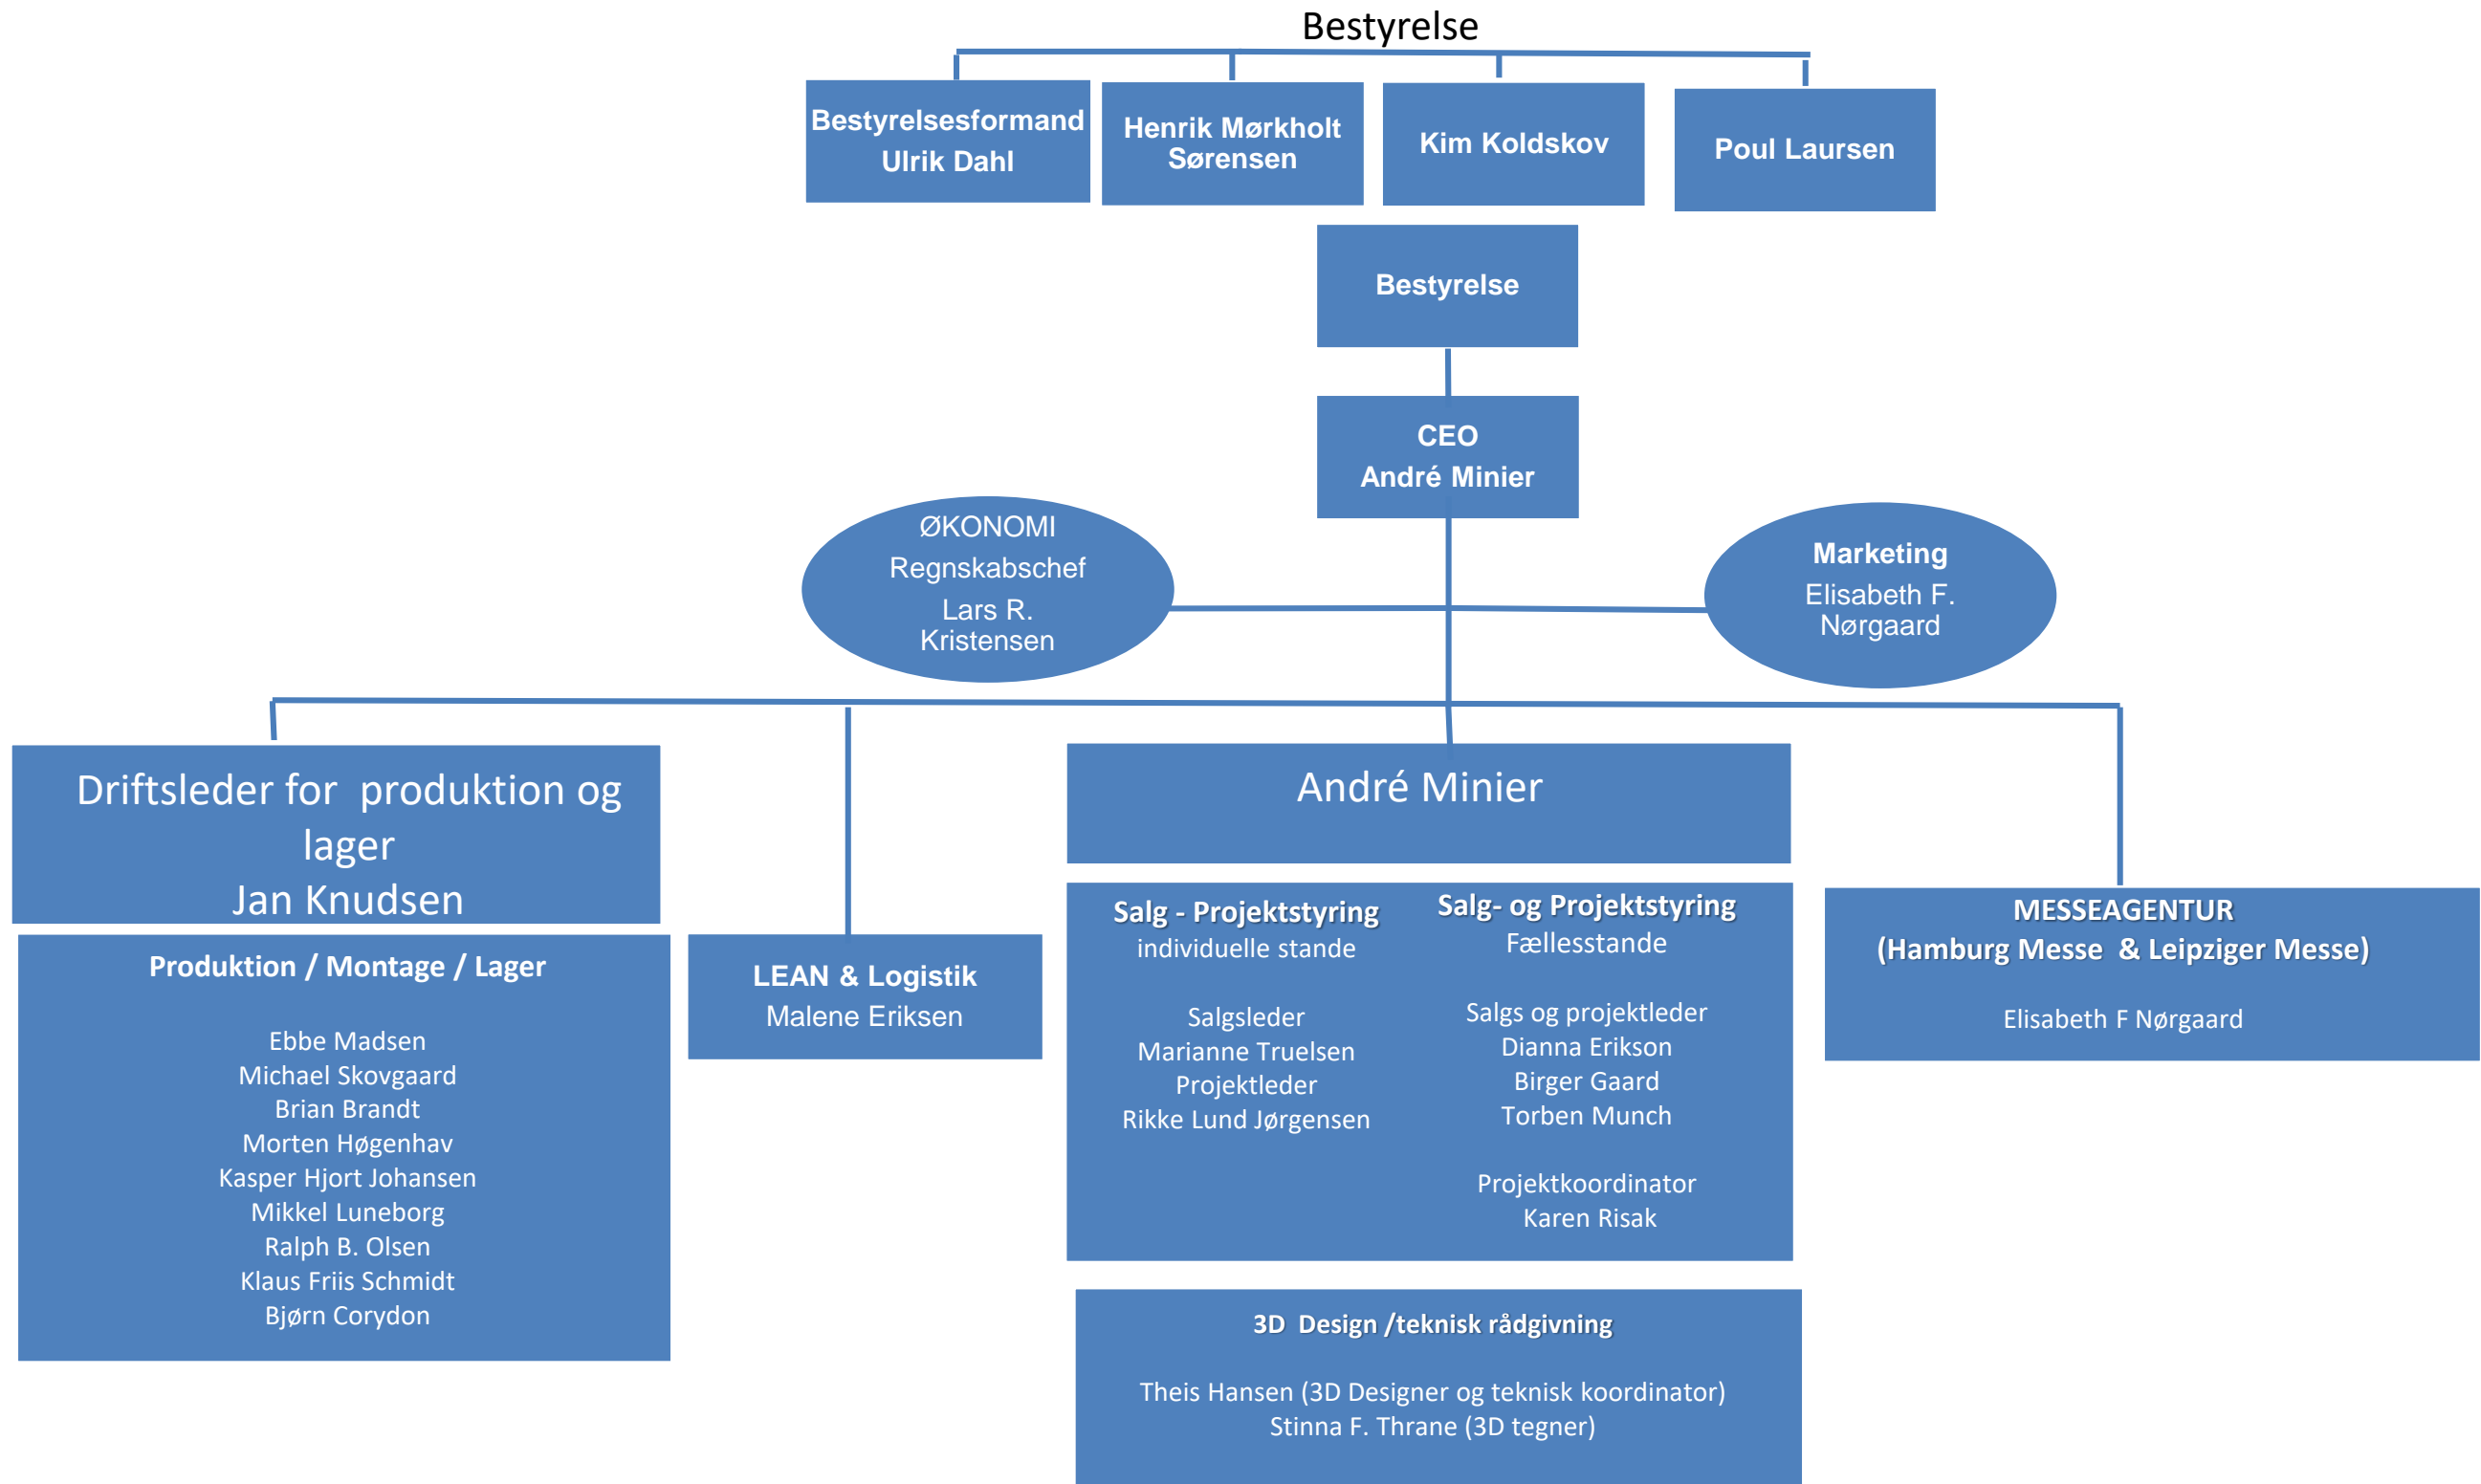 Bestyrelse
Bestyrelsesformand
Ulrik Dahl
Henrik Mørkholt
Sørensen
Kim Koldskov
Poul Laursen
Bestyrelse
CEO
André Minier
ØKONOMI
Regnskabschef
Lars R.
Kristensen
Marketing
Elisabeth F.
Nørgaard
Driftsleder for  produktion og
lager
Jan Knudsen
Produktion / Montage / Lager
Ebbe Madsen
Michael Skovgaard
Brian Brandt
Morten Høgenhav
Kasper Hjort Johansen
Mikkel Luneborg
Ralph B. Olsen
Klaus Friis Schmidt
Bjørn Corydon
LEAN & Logistik
Malene Eriksen
André Minier
Salg - Projektstyring
individuelle stande
Salgsleder
Marianne Truelsen
Projektleder
Rikke Lund Jørgensen
Salg- og Projektstyring
Fællesstande
Salgs og projektleder
Dianna Erikson
Birger Gaard
Torben Munch
Projektkoordinator
Karen Risak
MESSEAGENTUR
(Hamburg Messe  & Leipziger Messe)
Elisabeth F Nørgaard
3D  Design /teknisk rådgivning
Theis Hansen (3D Designer og teknisk koordinator)
Stinna F. Thrane (3D tegner)